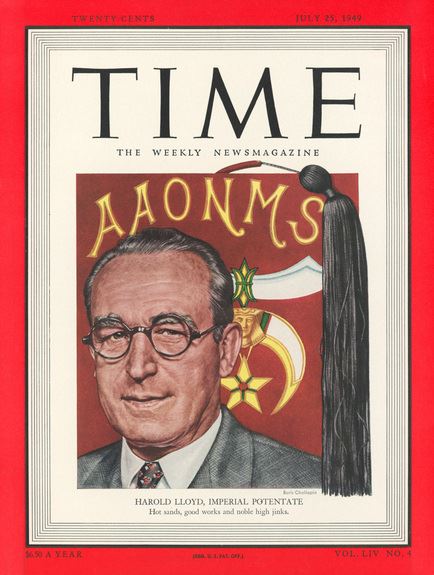 TWENTY CENTS JULY 25, 1949
TIME
THE WEEKLY NEWSMAGAZINE
AAONMS
Boris Chaliapin
HAROLD LLOYD, IMPERIAL POTENTATE
Hot sands, good works and noble high jinks.
$6.50 A YEAR (REG. U.S. PAT. OFF.) VOL. LIV NO. 4